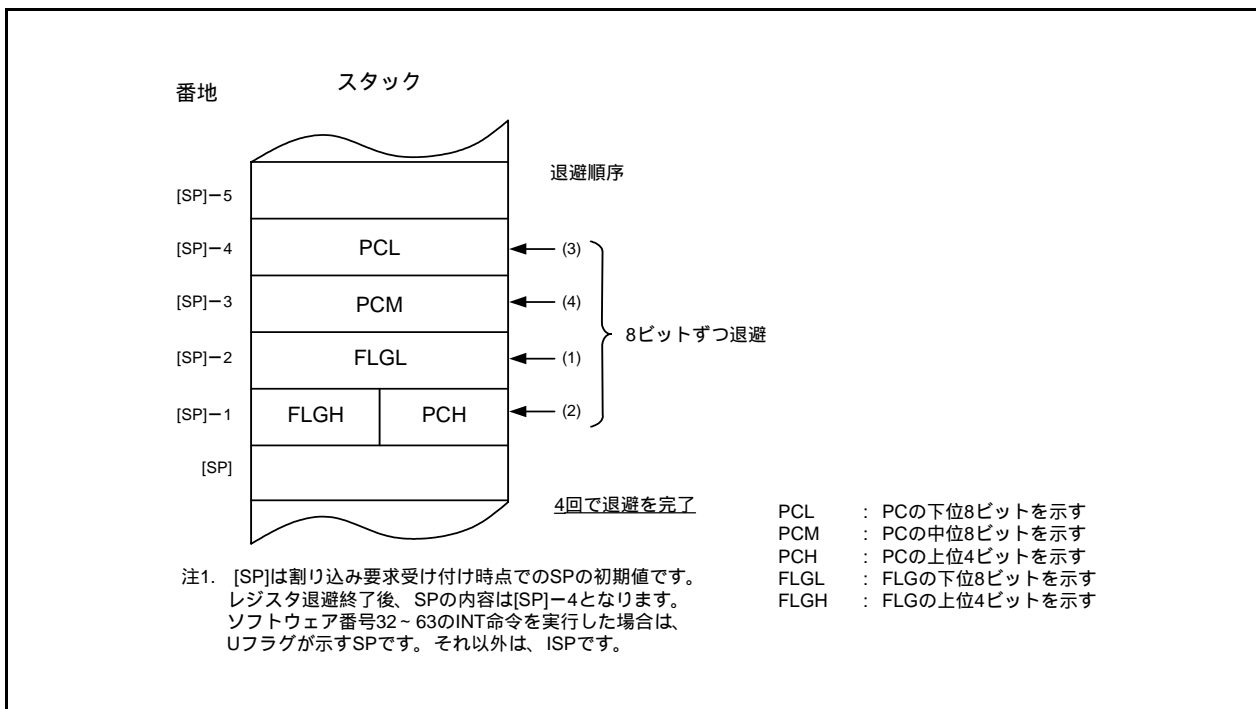 番地
スタック
退避順序
[SP]－5
[SP]－4
PCL
(3)
[SP]－3
PCM
(4)
8ビットずつ退避
[SP]－2
FLGL
(1)
[SP]－1
FLGH
PCH
(2)
[SP]
4回で退避を完了
PCL : PCの下位8ビットを示す
PCM : PCの中位8ビットを示す
PCH : PCの上位4ビットを示す
FLGL : FLGの下位8ビットを示す
FLGH : FLGの上位4ビットを示す
注1. [SP]は割り込み要求受け付け時点でのSPの初期値です。
レジスタ退避終了後、SPの内容は[SP]－4となります。
ソフトウェア番号32～63のINT命令を実行した場合は、
Uフラグが示すSPです。それ以外は、ISPです。